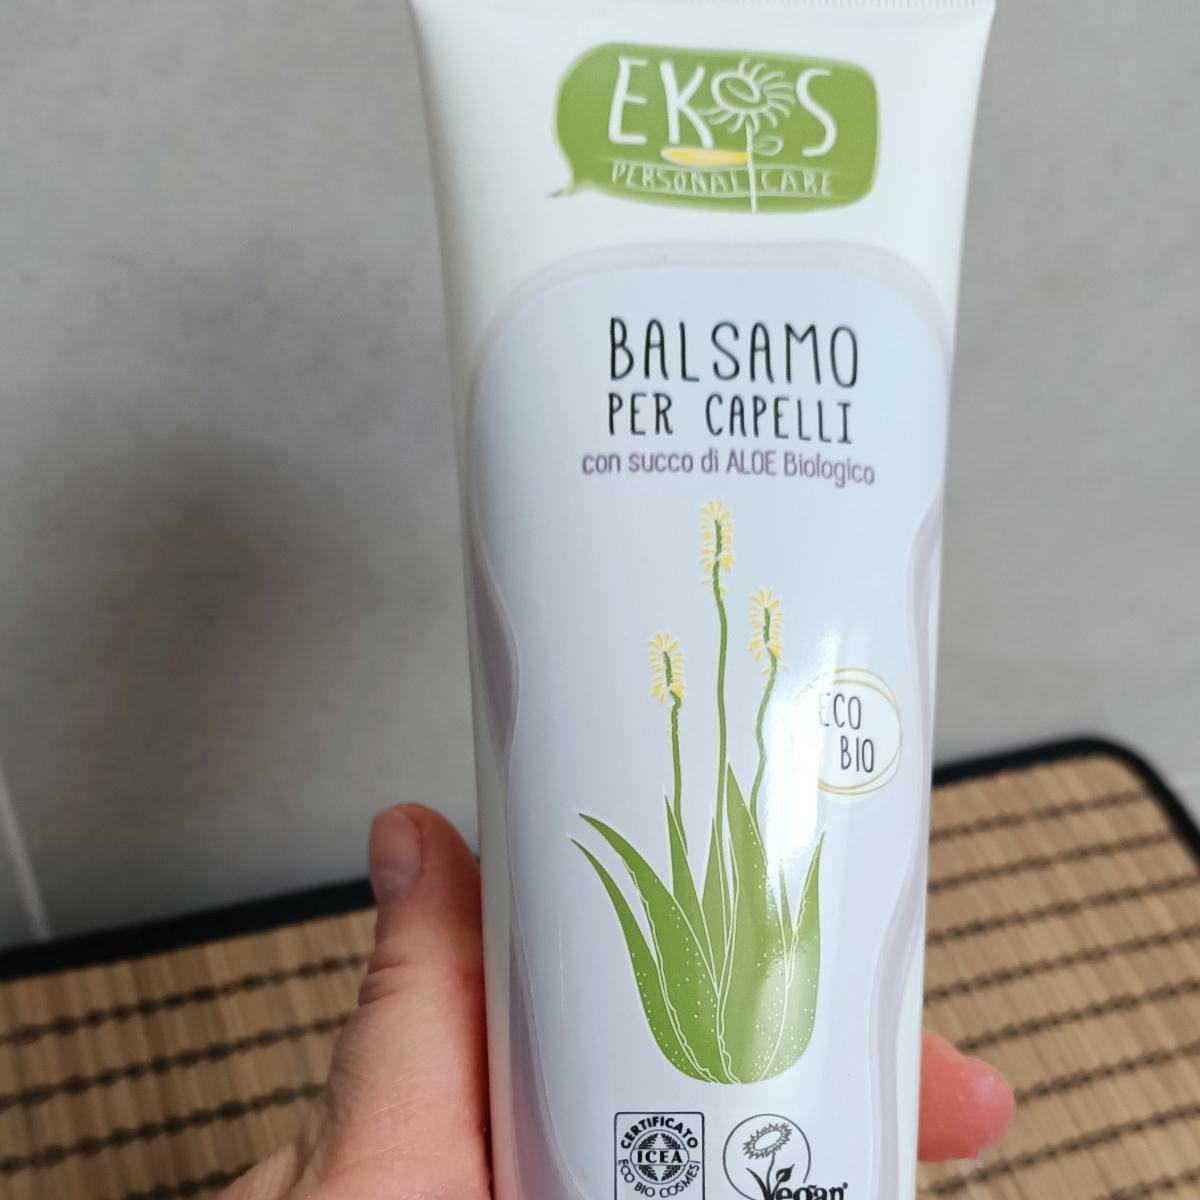 EKOS
PERSONAL CARE
BALSAMO
PER CAPELLI
con succo di ALOE Biologico
ECO
BIO
CERTIFICATO
ICEA
ECO BIO COSMESI
Vegan